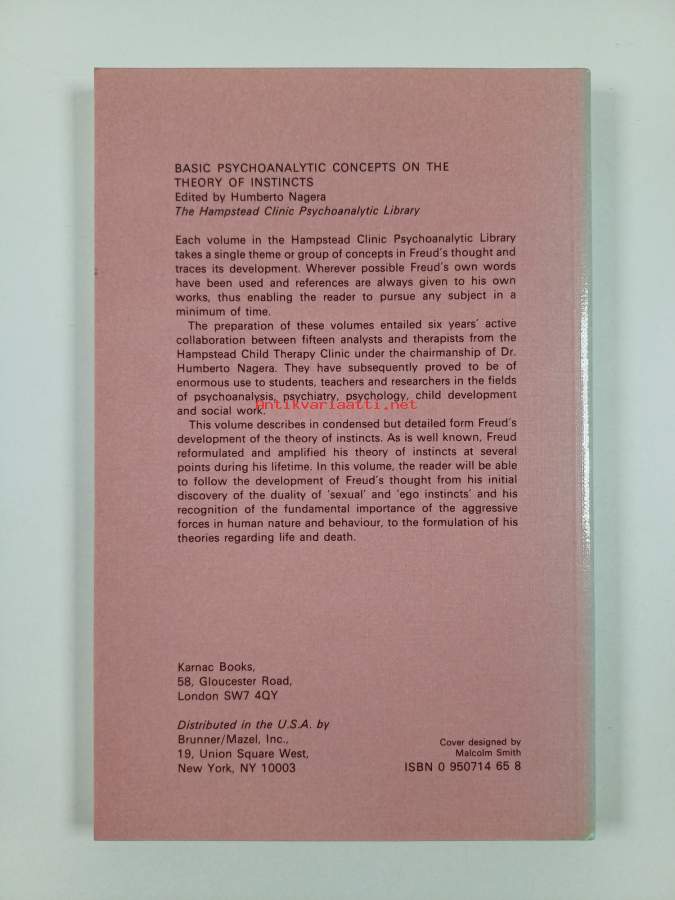 BASIC PSYCHOANALYTIC CONCEPTS ON THE
THEORY OF INSTINCTS
Edited by Humberto Nagera
The Hampstead Clinic Psychoanalytic Library
Each volume in the Hampstead Clinic Psychoanalytic Library
takes a single theme or group of concepts in Freud's thought and
traces its development. Wherever possible Freud's own words
have been used and references are always given to his own
works, thus enabling the reader to pursue any subject in a
minimum of time.
The preparation of these volumes entailed six years' active
collaboration between fifteen analysts and therapists from the
Hampstead Child Therapy Clinic under the chairmanship of Dr.
Humberto Nagera. They have subsequently proved to be of
enormous use to students, teachers and researchers in the fields
of psychoanalysis, psychiatry, psychology, child development
Antikvariaatti.net
and social work.
This volume describes in condensed but detailed form Freud's
development of the theory of instincts. As is well known, Freud
reformulated and amplified his theory of instincts at several
points during his lifetime. In this volume, the reader will be able
to follow the development of Freud's thought from his initial
discovery of the duality of 'sexual' and 'ego instincts' and his
recognition of the fundamental importance of the aggressive
forces in human nature and behaviour, to the formulation of his
theories regarding life and death.
Karnac Books,
58, Gloucester Road,
London SW7 4QY
Distributed in the U.S.A. by
Brunner/Mazel, Inc.,
19, Union Square West,
New York, NY 10003
Cover designed by
Malcolm Smith
ISBN 0 950714 65 8